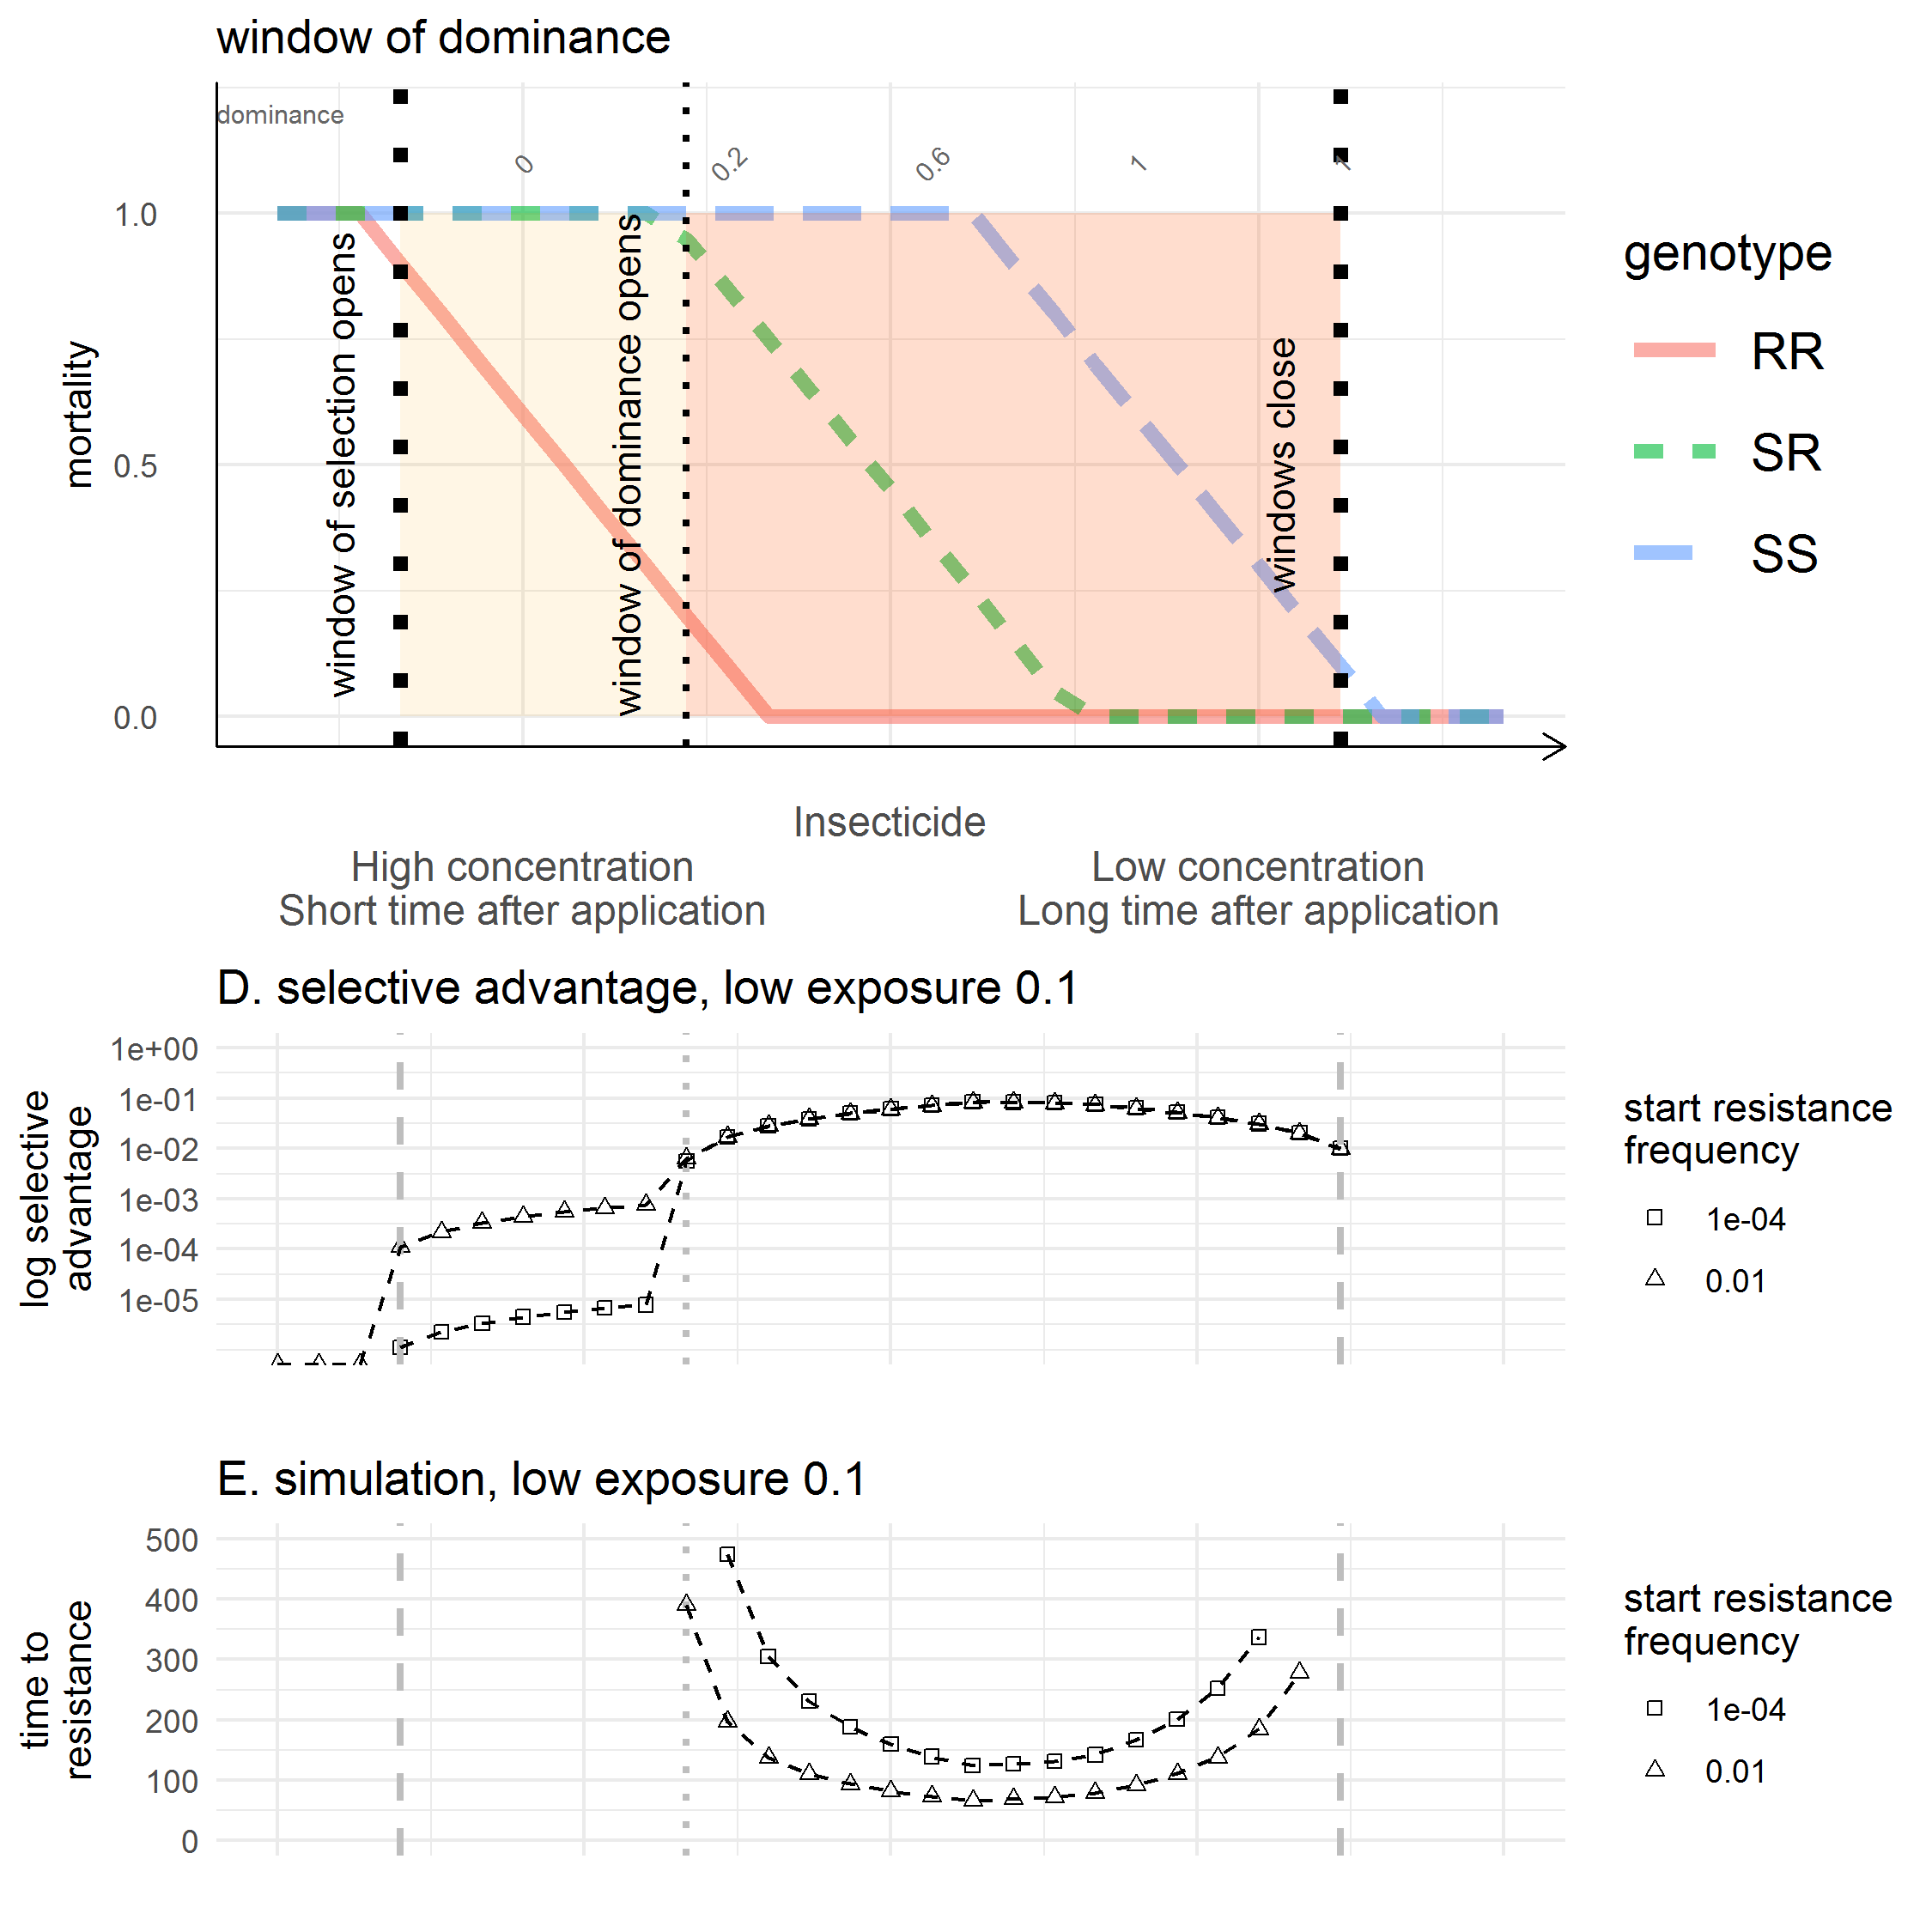 window of dominance
dominance
0
0.2
0.6
1
1
1.0
0.5
0.0
mortality
window of selection opens
window of dominance opens
windows close
genotype
RR
SR
SS
Insecticide
High concentration
Short time after application
Low concentration
Long time after application
D. selective advantage, low exposure 0.1
log selective
advantage
1e+00
1e-01
1e-02
1e-03
1e-04
1e-05
start resistance
frequency
1e-04
0.01
E. simulation, low exposure 0.1
time to
resistance
500
400
300
200
100
0
start resistance
frequency
1e-04
0.01